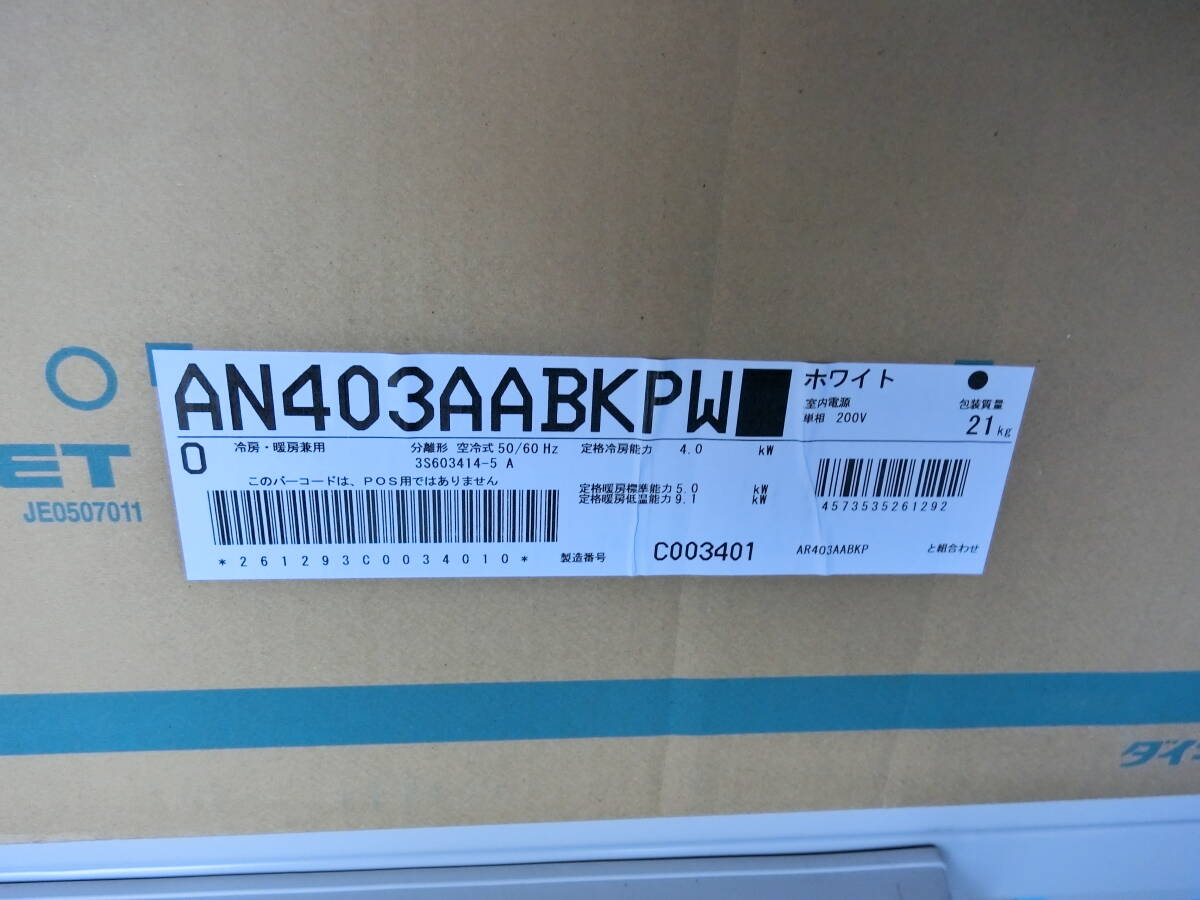 AN403AABKPW
0
冷房・暖房兼用 分離形 空冷式 50/60 Hz
3S603414-5 A
このバーコードは、POS用ではありません
*261293C0034010*
定格冷房能力 4.0 kW
定格暖房標準能力 5.0 kW
定格暖房低温能力 9.1 kW
製造番号 C003401
ホワイト
室内電源
単相 200V
包装質量
21kg
4573535261292
AR403AABKP と組合わせ
ET
JE0507011
ダイ